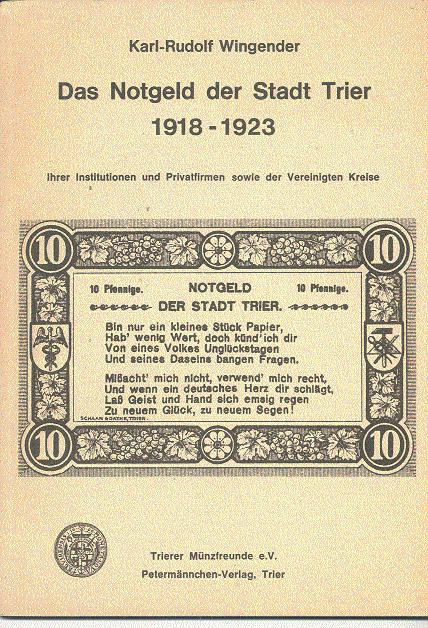 Karl-Rudolf Wingender
Das Notgeld der Stadt Trier
1918 - 1923
Ihrer Institutionen und Privatfirmen sowie der Vereinigten Kreise
10
10
10 Pfennige.
NOTGELD
10 Pfennige.
DER STADT TRIER.
Bin nur ein kleines Stück Papier,
Hab' wenig Wert, doch künd' ich dir
Von eines Volkes Unglückstagen
Und seines Daseins bangen Fragen.
Mißacht' mich nicht, verwend' mich recht,
Und wenn ein deutsches Herz dir schlägt,
Laß Geist und Hand sich emsig regen
Zu neuem Glück, zu neuem Segen!
SCHAAR & DATHE, TRIER.
10
10
Trierer Münzfreunde e.V.
Petermännchen-Verlag, Trier